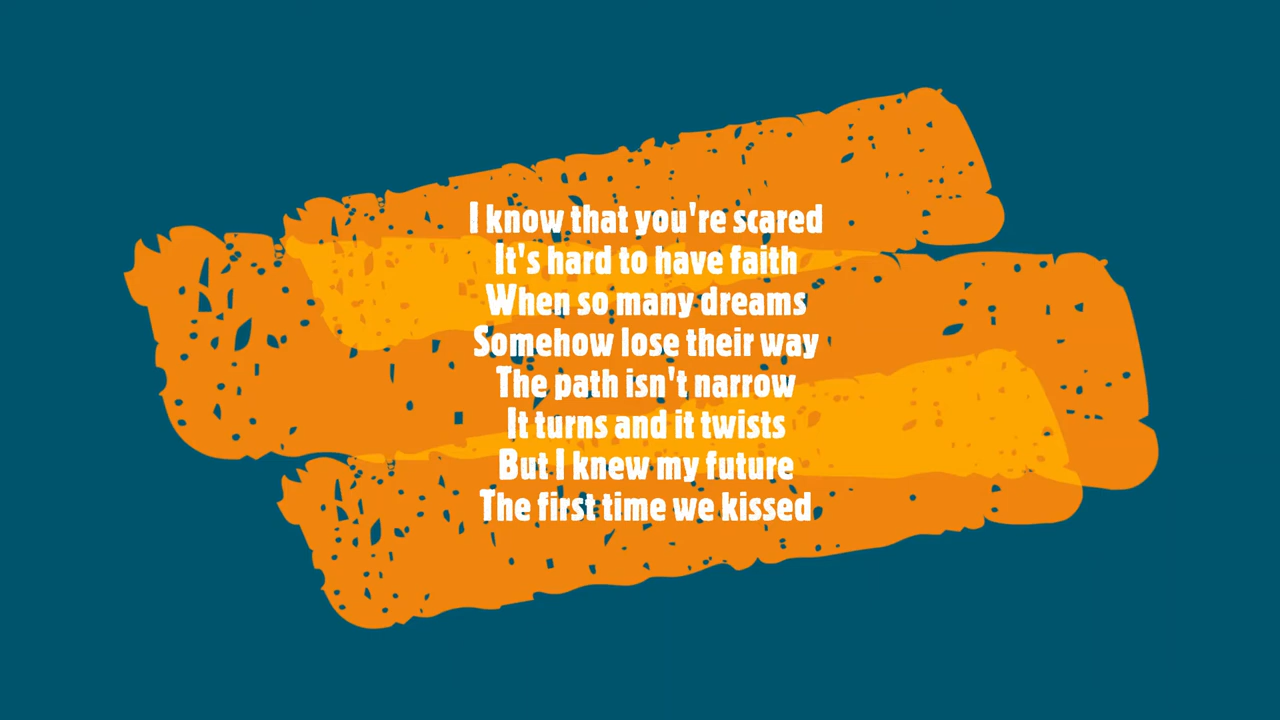 I know that you're scared
It's hard to have faith
When so many dreams
Somehow lose their way
The path isn't narrow
It turns and it twists
But I knew my future
The first time we kissed